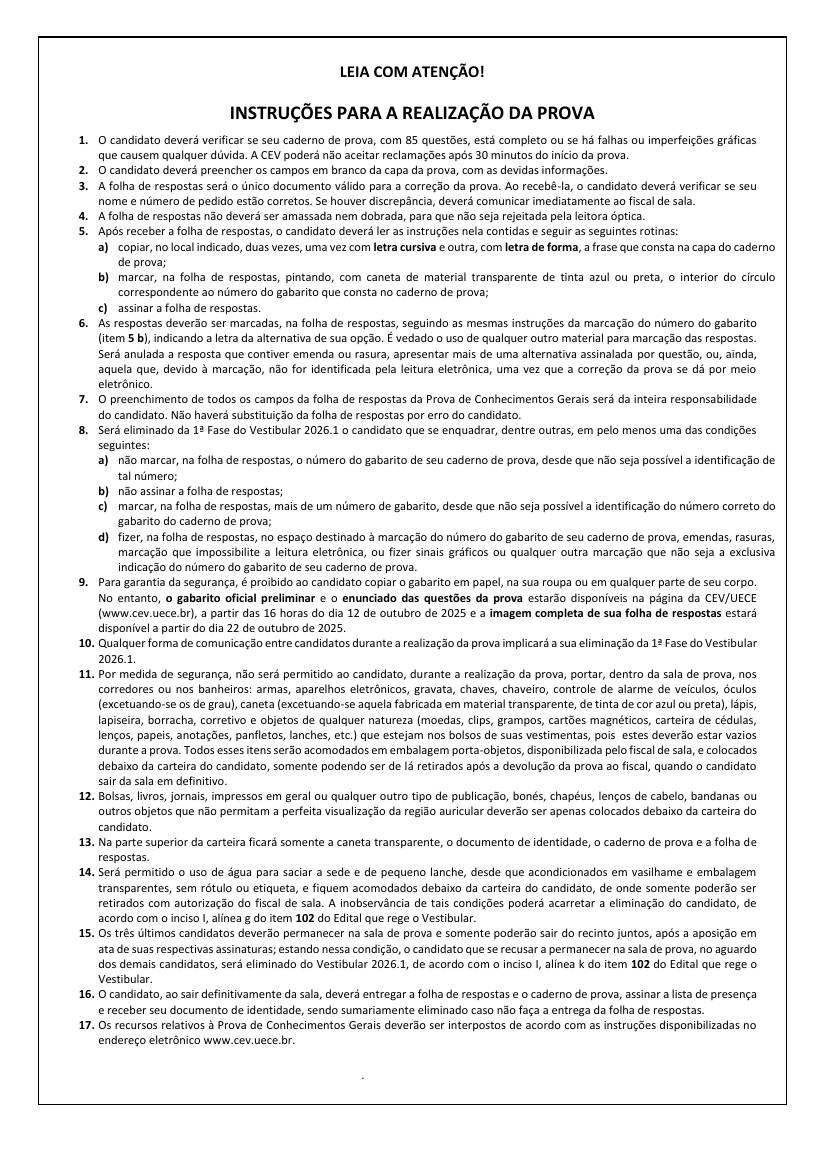 LEIA COM ATENÇÃO!
INSTRUÇÕES PARA A REALIZAÇÃO DA PROVA
1. O candidato deverá verificar se seu caderno de prova, com 85 questões, está completo ou se há falhas ou imperfeições gráficas
que causem qualquer dúvida. A CEV poderá não aceitar reclamações após 30 minutos do início da prova.
2. O candidato deverá preencher os campos em branco da capa da prova, com as devidas informações.
3. A folha de respostas será o único documento válido para a correção da prova. Ao recebê-la, o candidato deverá verificar se seu
nome e número de pedido estão corretos. Se houver discrepância, deverá comunicar imediatamente ao fiscal de sala.
4. A folha de respostas não deverá ser amassada nem dobrada, para que não seja rejeitada pela leitora óptica.
5. Após receber a folha de respostas, o candidato deverá ler as instruções nela contidas e seguir as seguintes rotinas:
a) copiar, no local indicado, duas vezes, uma vez com letra cursiva e outra, com letra de forma, a frase que consta na capa do caderno
de prova;
b) marcar, na folha de respostas, pintando, com caneta de material transparente de tinta azul ou preta, o interior do círculo
correspondente ao número do gabarito que consta no caderno de prova;
c) assinar a folha de respostas.
6. As respostas deverão ser marcadas, na folha de respostas, seguindo as mesmas instruções da marcação do número do gabarito
(item 5 b), indicando a letra da alternativa de sua opção. É vedado o uso de qualquer outro material para marcação das respostas.
Será anulada a resposta que contiver emenda ou rasura, apresentar mais de uma alternativa assinalada por questão, ou, ainda,
aquela que, devido à marcação, não for identificada pela leitura eletrônica, uma vez que a correção da prova se dá por meio
eletrônico.
7. O preenchimento de todos os campos da folha de respostas da Prova de Conhecimentos Gerais será da inteira responsabilidade
do candidato. Não haverá substituição da folha de respostas por erro do candidato.
8. Será eliminado da 1ª Fase do Vestibular 2026.1 o candidato que se enquadrar, dentre outras, em pelo menos uma das condições
seguintes:
a) não marcar, na folha de respostas, o número do gabarito de seu caderno de prova, desde que não seja possível a identificação de
tal número;
b) não assinar a folha de respostas;
c) marcar, na folha de respostas, mais de um número de gabarito, desde que não seja possível a identificação do número correto do
gabarito do caderno de prova;
d) fizer, na folha de respostas, no espaço destinado à marcação do número do gabarito de seu caderno de prova, emendas, rasuras,
marcação que impossibilite a leitura eletrônica, ou fizer sinais gráficos ou qualquer outra marcação que não seja a exclusiva
indicação do número do gabarito de seu caderno de prova.
9. Para garantia da segurança, é proibido ao candidato copiar o gabarito em papel, na sua roupa ou em qualquer parte de seu corpo.
No entanto, o gabarito oficial preliminar e o enunciado das questões da prova estarão disponíveis na página da CEV/UECE
(www.cev.uece.br), a partir das 16 horas do dia 12 de outubro de 2025 e a imagem completa de sua folha de respostas estará
disponível a partir do dia 22 de outubro de 2025.
10. Qualquer forma de comunicação entre candidatos durante a realização da prova implicará a sua eliminação da 1ª Fase do Vestibular
2026.1.
11. Por medida de segurança, não será permitido ao candidato, durante a realização da prova, portar, dentro da sala de prova, nos
corredores ou nos banheiros: armas, aparelhos eletrônicos, gravata, chaves, chaveiro, controle de alarme de veículos, óculos
(excetuando-se os de grau), caneta (excetuando-se aquela fabricada em material transparente, de tinta de cor azul ou preta), lápis,
lapiseira, borracha, corretivo e objetos de qualquer natureza (moedas, clips, grampos, cartões magnéticos, carteira de cédulas,
lenços, papeis, anotações, panfletos, lanches, etc.) que estejam nos bolsos de suas vestimentas, pois estes deverão estar vazios
durante a prova. Todos esses itens serão acomodados em embalagem porta-objetos, disponibilizada pelo fiscal de sala, e colocados
debaixo da carteira do candidato, somente podendo ser de lá retirados após a devolução da prova ao fiscal, quando o candidato
sair da sala em definitivo.
12. Bolsas, livros, jornais, impressos em geral ou qualquer outro tipo de publicação, bonés, chapéus, lenços de cabelo, bandanas ou
outros objetos que não permitam a perfeita visualização da região auricular deverão ser apenas colocados debaixo da carteira do
candidato.
13. Na parte superior da carteira ficará somente a caneta transparente, o documento de identidade, o caderno de prova e a folha de
respostas.
14. Será permitido o uso de água para saciar a sede e de pequeno lanche, desde que acondicionados em vasilhame e embalagem
transparentes, sem rótulo ou etiqueta, e fiquem acomodados debaixo da carteira do candidato, de onde somente poderão ser
retirados com autorização do fiscal de sala. A inobservância de tais condições poderá acarretar a eliminação do candidato, de
acordo com o inciso I, alínea g do item 102 do Edital que rege o Vestibular.
15. Os três últimos candidatos deverão permanecer na sala de prova e somente poderão sair do recinto juntos, após a aposição em
ata de suas respectivas assinaturas; estando nessa condição, o candidato que se recusar a permanecer na sala de prova, no aguardo
dos demais candidatos, será eliminado do Vestibular 2026.1, de acordo com o inciso I, alínea k do item 102 do Edital que rege o
Vestibular.
16. O candidato, ao sair definitivamente da sala, deverá entregar a folha de respostas e o caderno de prova, assinar a lista de presença
e receber seu documento de identidade, sendo sumariamente eliminado caso não faça a entrega da folha de respostas.
17. Os recursos relativos à Prova de Conhecimentos Gerais deverão ser interpostos de acordo com as instruções disponibilizadas no
endereço eletrônico www.cev.uece.br.
.